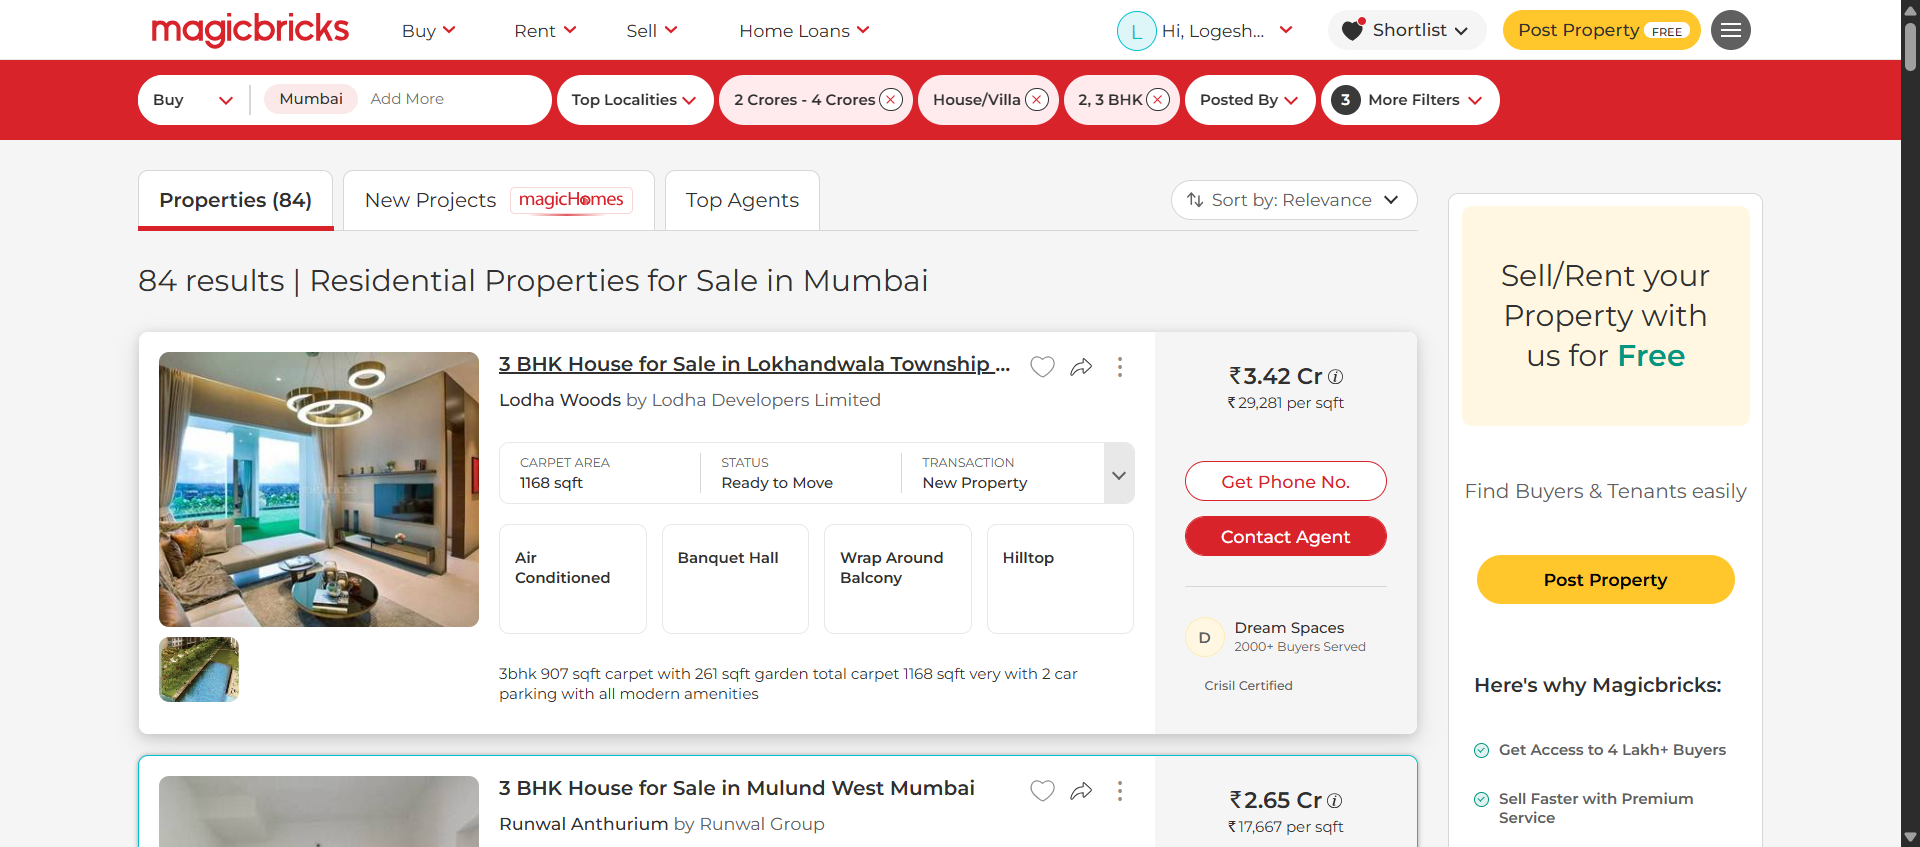 magicbricks
Buy
Rent
Sell
Home Loans
L
Hi, Logesh...
Shortlist
Post Property FREE
Buy
Mumbai
Add More
Top Localities
2 Crores - 4 Crores
House/Villa
2, 3 BHK
Posted By
3 More Filters
Properties (84)
New Projects
magicHomes
Top Agents
Sort by: Relevance
84 results | Residential Properties for Sale in Mumbai
3 BHK House for Sale in Lokhandwala Township ...
Lodha Woods by Lodha Developers Limited
CARPET AREA
1168 sqft
STATUS
Ready to Move
TRANSACTION
New Property
Air
Conditioned
Banquet Hall
Wrap Around
Balcony
Hilltop
3bhk 907 sqft carpet with 261 sqft garden total carpet 1168 sqft very with 2 car
parking with all modern amenities
₹3.42 Cr
₹29,281 per sqft
Get Phone No.
Contact Agent
D
Dream Spaces
2000+ Buyers Served
Crisil Certified
3 BHK House for Sale in Mulund West Mumbai
Runwal Anthurium by Runwal Group
₹2.65 Cr
₹17,667 per sqft
Sell/Rent your
Property with
us for Free
Find Buyers & Tenants easily
Post Property
Here's why Magicbricks:
Get Access to 4 Lakh+ Buyers
Sell Faster with Premium
Service